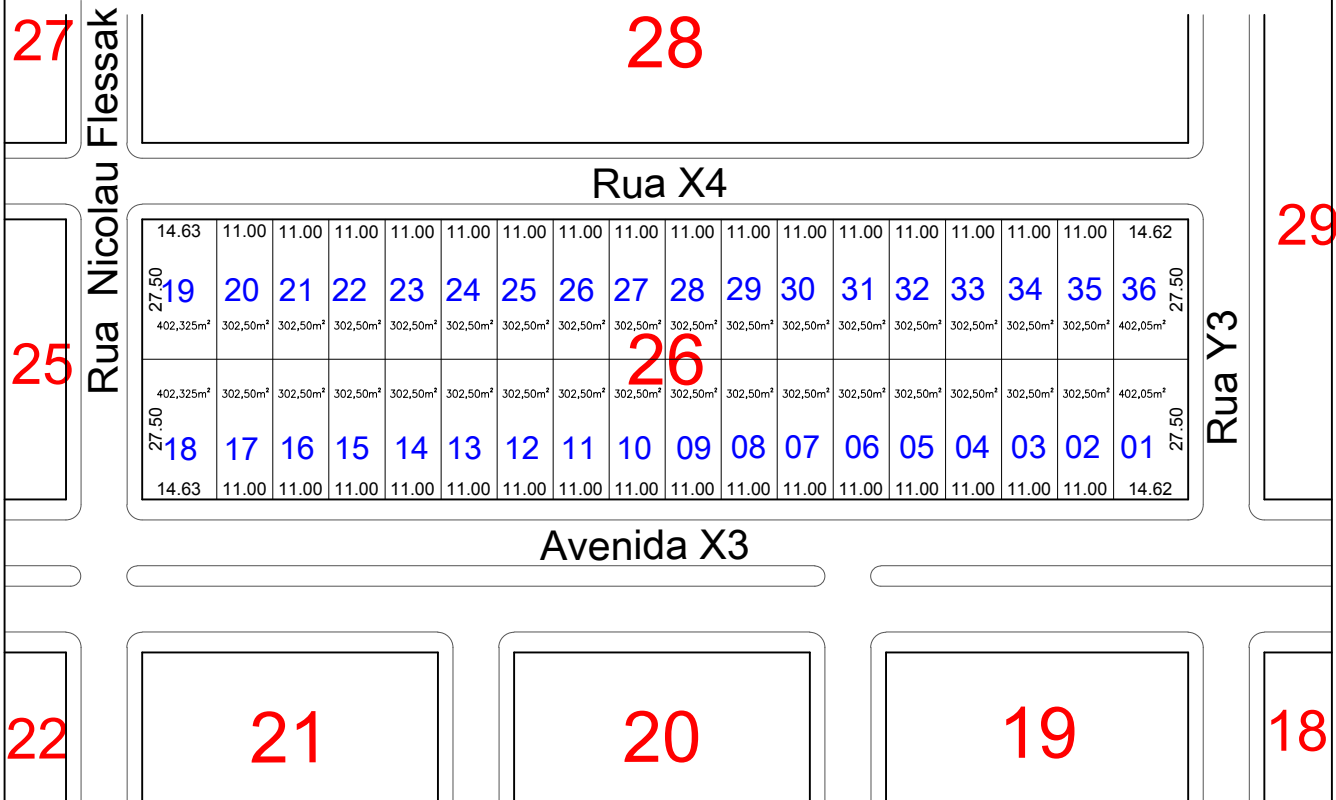 27
28
Rua Nicolau Flessak
Rua X4
29
14.63 11.00 11.00 11.00 11.00 11.00 11.00 11.00 11.00 11.00 11.00 11.00 11.00 11.00 11.00 11.00 11.00 14.62
27.50
19 20 21 22 23 24 25 26 27 28 29 30 31 32 33 34 35 36
27.50
402,325m² 302,50m² 302,50m² 302,50m² 302,50m² 302,50m² 302,50m² 302,50m² 302,50m² 302,50m² 302,50m² 302,50m² 302,50m² 302,50m² 302,50m² 302,50m² 302,50m² 402,05m²
25
26
Rua Y3
402,325m² 302,50m² 302,50m² 302,50m² 302,50m² 302,50m² 302,50m² 302,50m² 302,50m² 302,50m² 302,50m² 302,50m² 302,50m² 302,50m² 302,50m² 302,50m² 302,50m² 402,05m²
27.50
18 17 16 15 14 13 12 11 10 09 08 07 06 05 04 03 02 01
27.50
14.63 11.00 11.00 11.00 11.00 11.00 11.00 11.00 11.00 11.00 11.00 11.00 11.00 11.00 11.00 11.00 11.00 14.62
Avenida X3
22
21
20
19
18